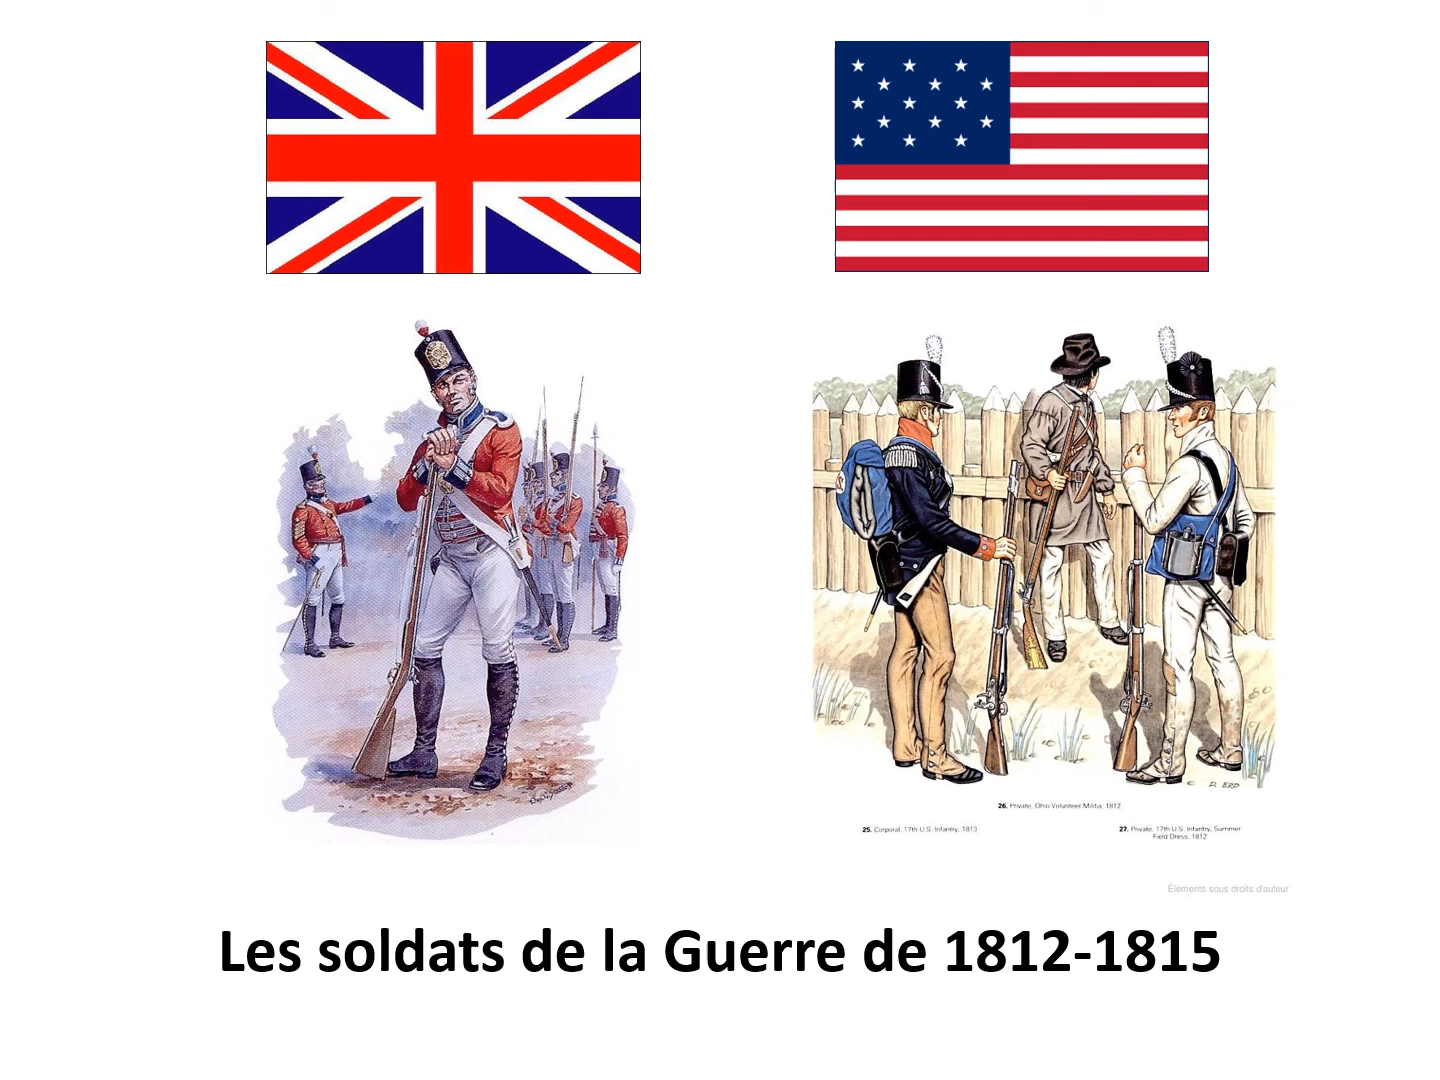 D. ERD
26. Private, Ohio Volunteer Militia, 1812
25. Corporal, 17th U.S. Infantry, 1813
27. Private, 17th U.S. Infantry, Summer
Field Dress, 1812
Éléments sous droits d'auteur
Les soldats de la Guerre de 1812-1815